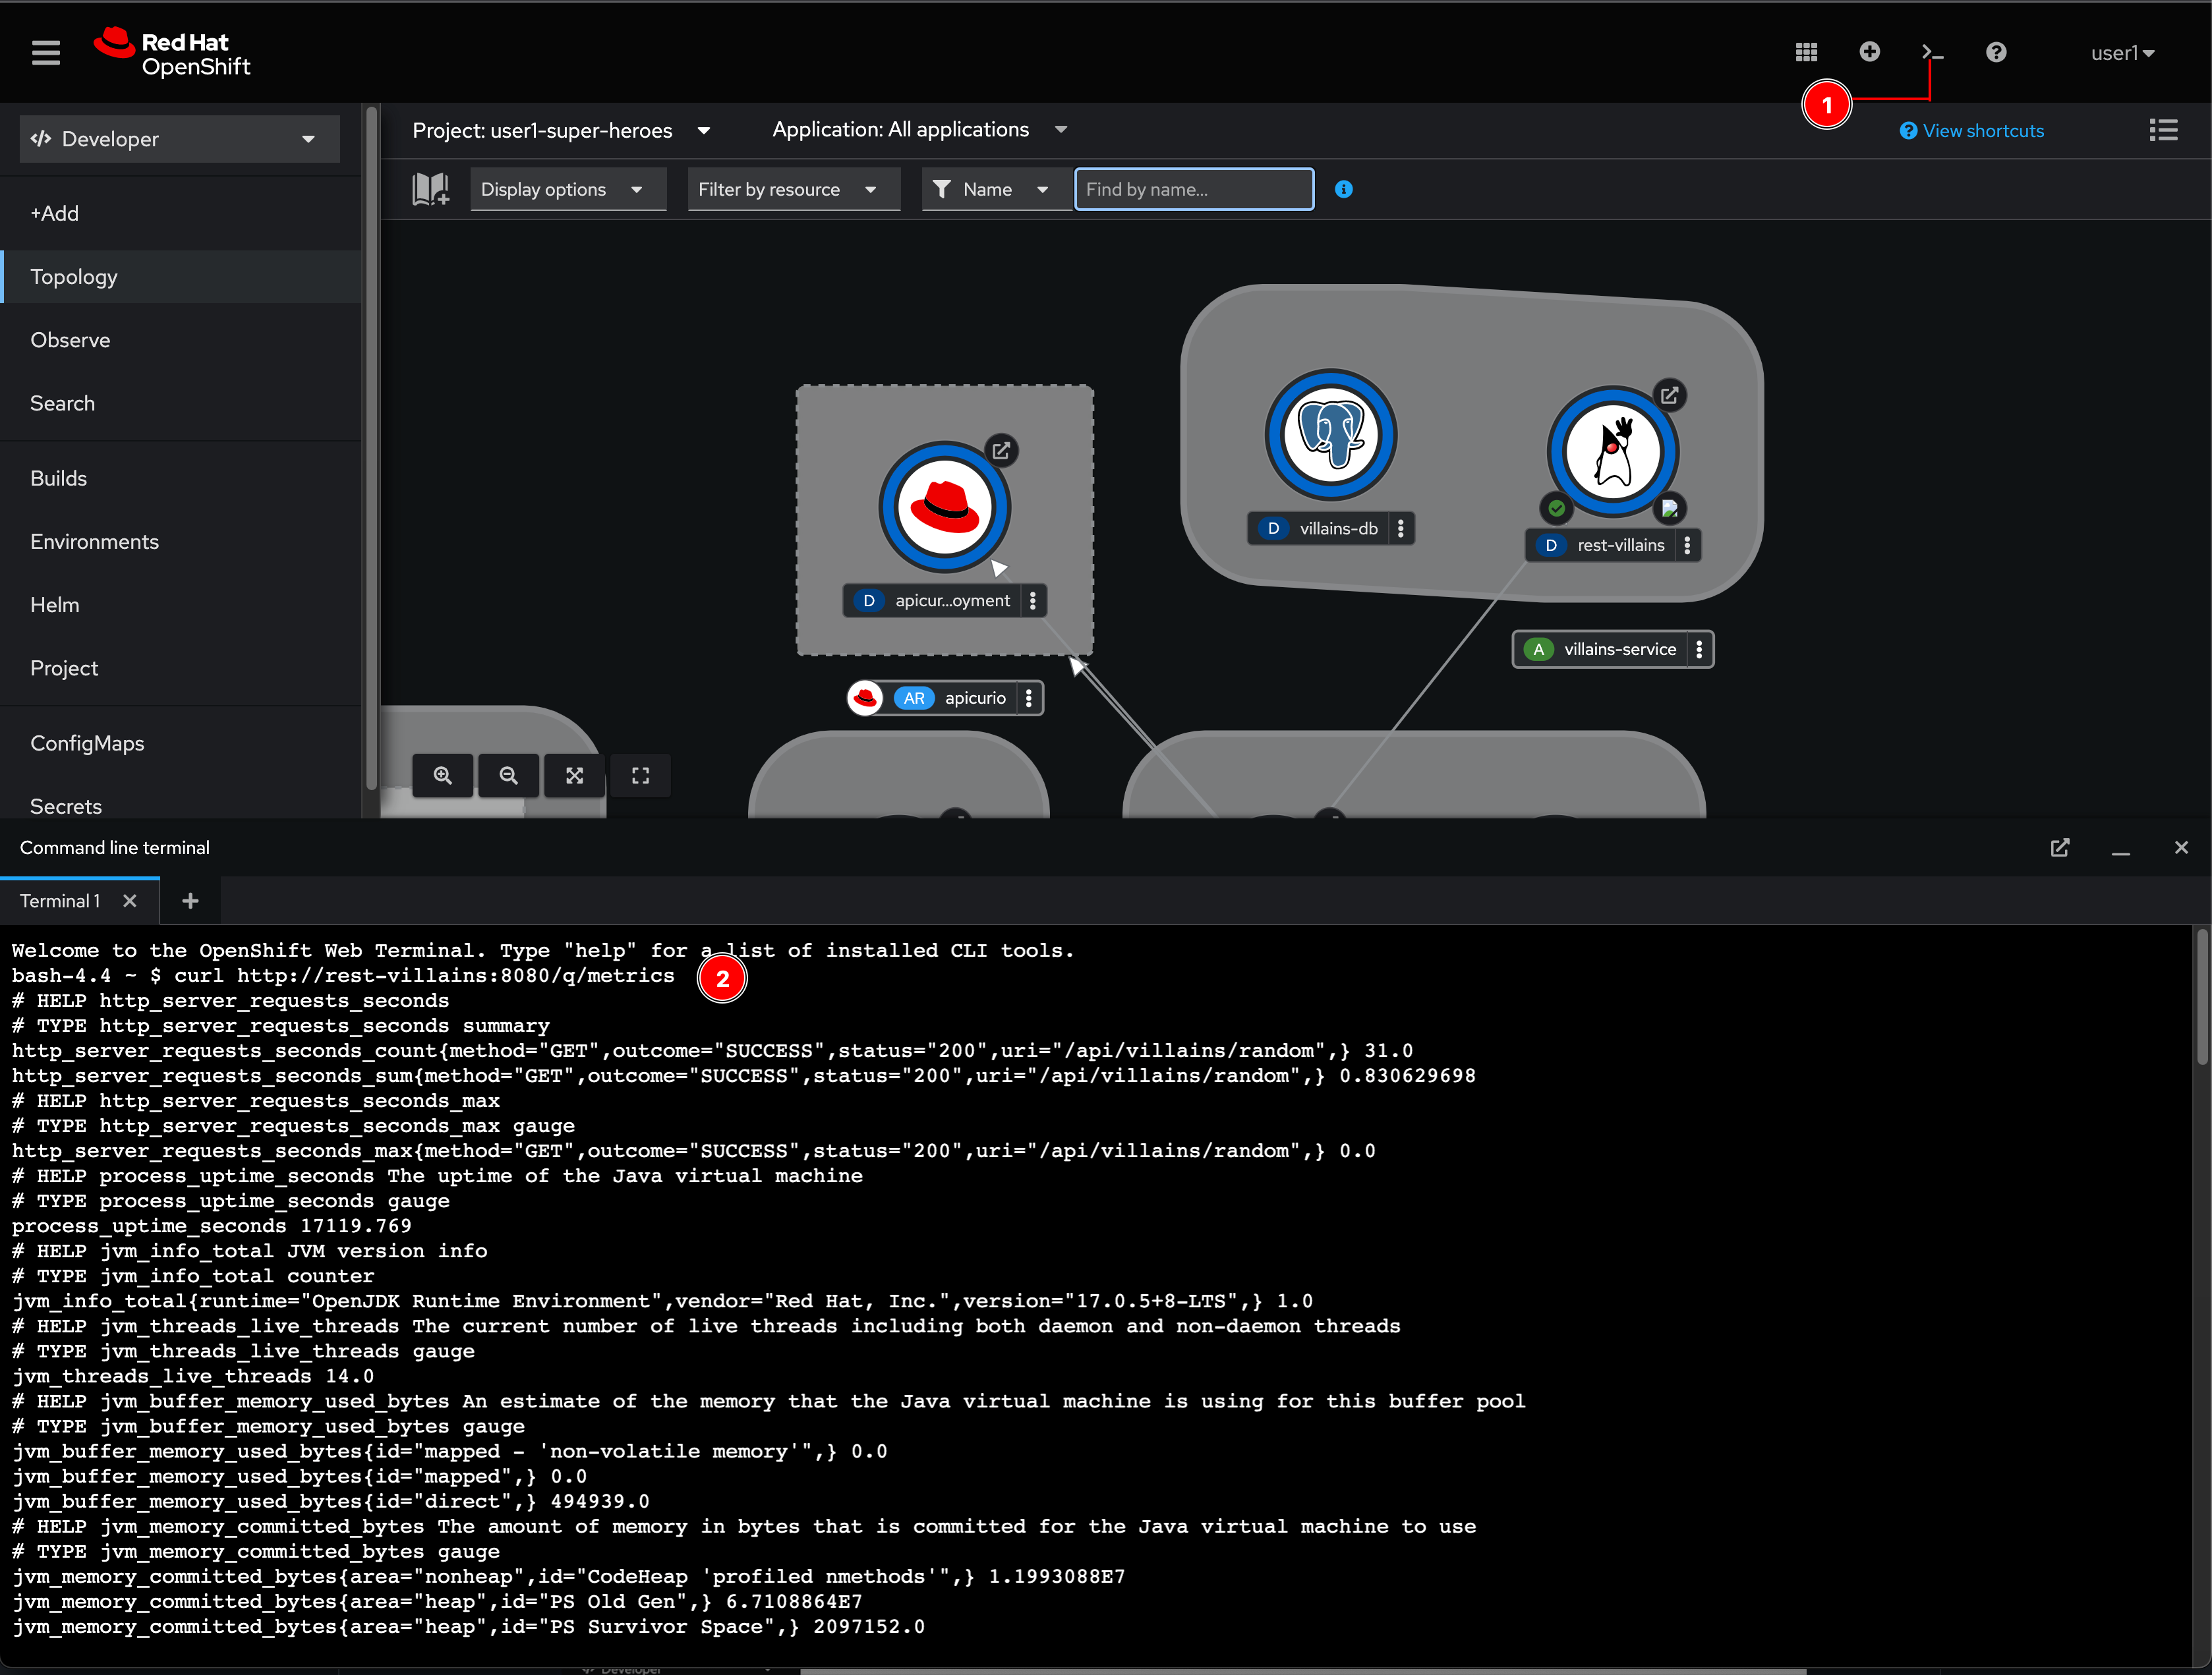 Red Hat
OpenShift
user1
1
Developer
Project: user1-super-heroes
Application: All applications
View shortcuts
Display options
Filter by resource
Name
Find by name...
+Add
Topology
Observe
Search
Builds
Environments
Helm
Project
ConfigMaps
Secrets
D villains-db
D rest-villains
D apicur...oyment
A villains-service
AR apicurio
Command line terminal
Terminal 1
Welcome to the OpenShift Web Terminal. Type "help" for a list of installed CLI tools.
bash-4.4 ~ $ curl http://rest-villains:8080/q/metrics
2
# HELP http_server_requests_seconds
# TYPE http_server_requests_seconds summary
http_server_requests_seconds_count{method="GET",outcome="SUCCESS",status="200",uri="/api/villains/random",} 31.0
http_server_requests_seconds_sum{method="GET",outcome="SUCCESS",status="200",uri="/api/villains/random",} 0.830629698
# HELP http_server_requests_seconds_max
# TYPE http_server_requests_seconds_max gauge
http_server_requests_seconds_max{method="GET",outcome="SUCCESS",status="200",uri="/api/villains/random",} 0.0
# HELP process_uptime_seconds The uptime of the Java virtual machine
# TYPE process_uptime_seconds gauge
process_uptime_seconds 17119.769
# HELP jvm_info_total JVM version info
# TYPE jvm_info_total counter
jvm_info_total{runtime="OpenJDK Runtime Environment",vendor="Red Hat, Inc.",version="17.0.5+8-LTS",} 1.0
# HELP jvm_threads_live_threads The current number of live threads including both daemon and non-daemon threads
# TYPE jvm_threads_live_threads gauge
jvm_threads_live_threads 14.0
# HELP jvm_buffer_memory_used_bytes An estimate of the memory that the Java virtual machine is using for this buffer pool
# TYPE jvm_buffer_memory_used_bytes gauge
jvm_buffer_memory_used_bytes{id="mapped - 'non-volatile memory'",} 0.0
jvm_buffer_memory_used_bytes{id="mapped",} 0.0
jvm_buffer_memory_used_bytes{id="direct",} 494939.0
# HELP jvm_memory_committed_bytes The amount of memory in bytes that is committed for the Java virtual machine to use
# TYPE jvm_memory_committed_bytes gauge
jvm_memory_committed_bytes{area="nonheap",id="CodeHeap 'profiled nmethods'",} 1.1993088E7
jvm_memory_committed_bytes{area="heap",id="PS Old Gen",} 6.7108864E7
jvm_memory_committed_bytes{area="heap",id="PS Survivor Space",} 2097152.0
Developer